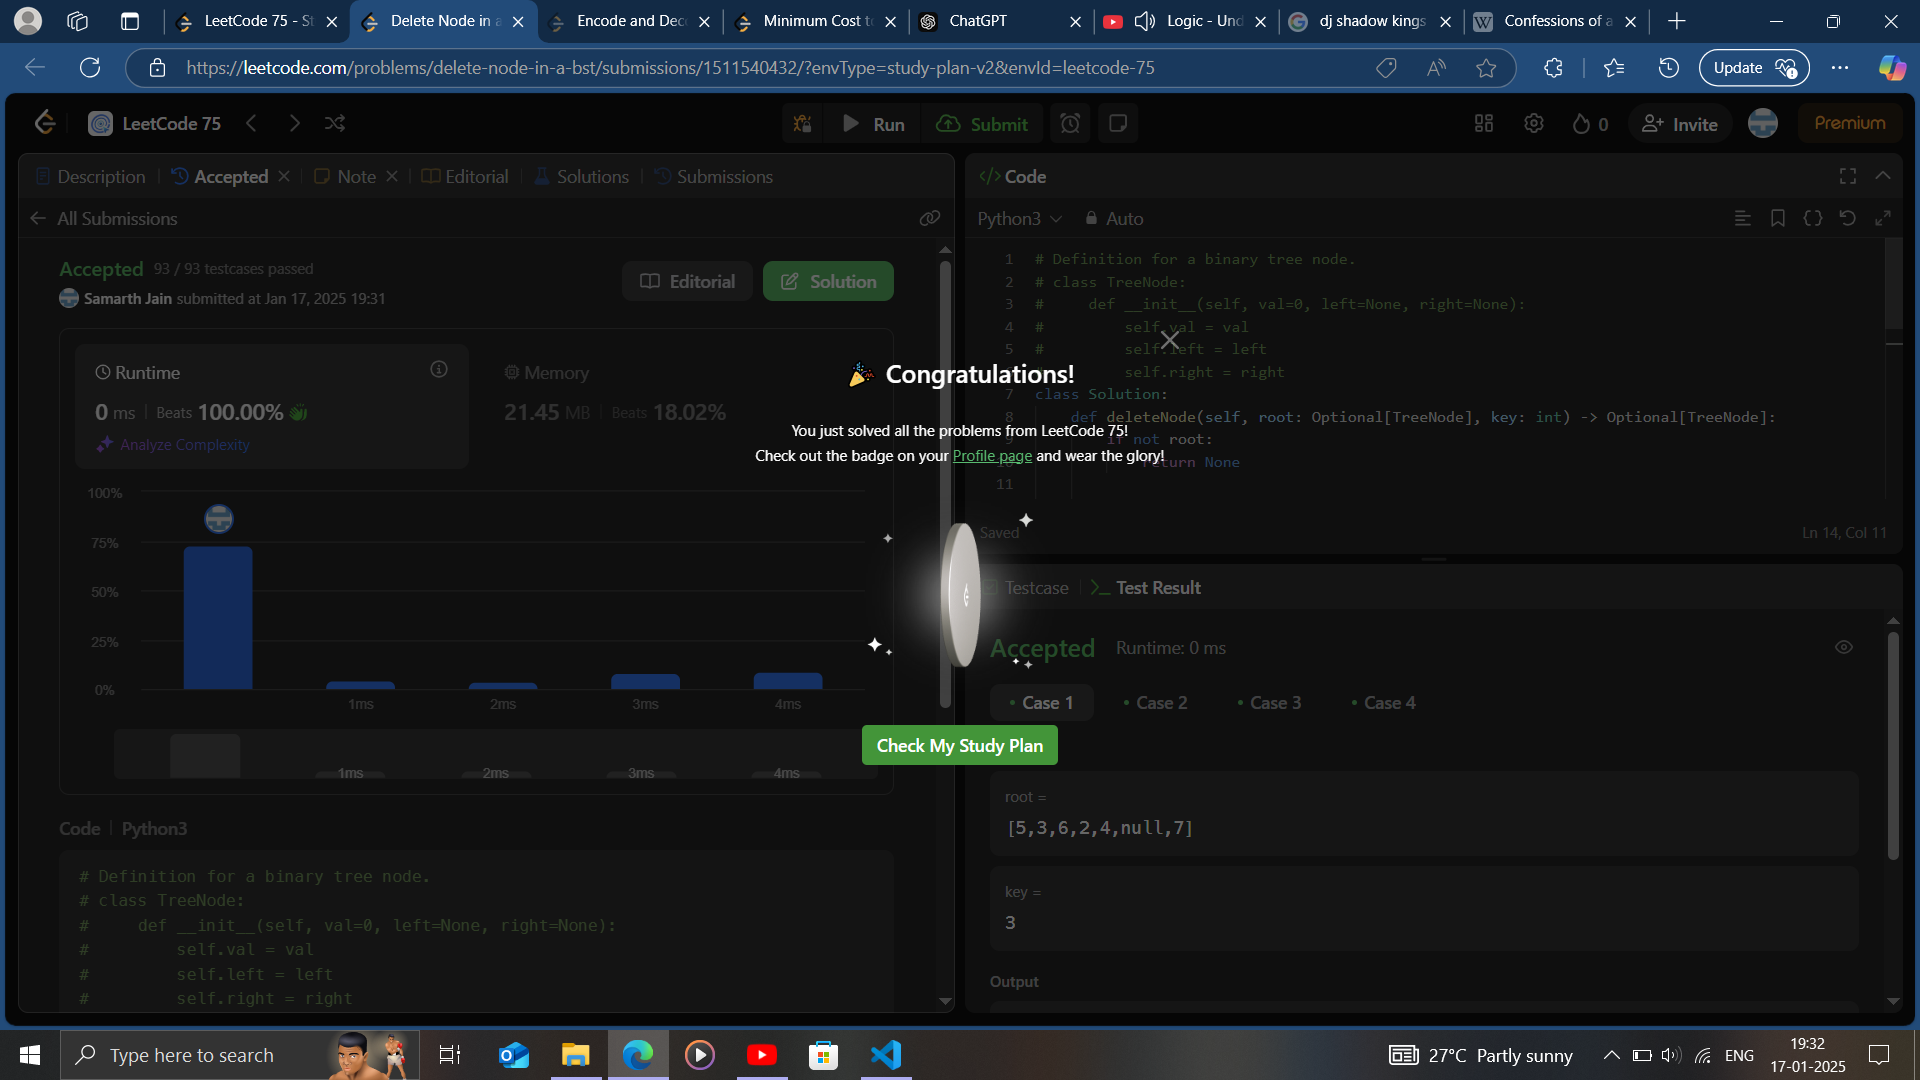 LeetCode 75 - St
Delete Node in a
Encode and Dec
Minimum Cost t
ChatGPT
Logic - Und
dj shadow kings
Confessions of a
https://leetcode.com/problems/delete-node-in-a-bst/submissions/1511540432/?envType=study-plan-v2&envId=leetcode-75
Update
LeetCode 75
Run
Submit
0
Invite
Premium
Description
Accepted
Note
Editorial
Solutions
Submissions
All Submissions
Accepted 93 / 93 testcases passed
Samarth Jain submitted at Jan 17, 2025 19:31
Editorial
Solution
Runtime
0 ms | Beats 100.00%
Analyze Complexity
Memory
21.45 MB | Beats 18.02%
100%
75%
50%
25%
0%
1ms 2ms 3ms 4ms
1ms 2ms 3ms 4ms
Code | Python3
# Definition for a binary tree node.
# class TreeNode:
#     def __init__(self, val=0, left=None, right=None):
#         self.val = val
#         self.left = left
#         self.right = right
Congratulations!
You just solved all the problems from LeetCode 75!
Check out the badge on your Profile page and wear the glory!
Check My Study Plan
</> Code
Python3
Auto
1 # Definition for a binary tree node.
2 # class TreeNode:
3 #     def __init__(self, val=0, left=None, right=None):
4 #         self.val = val
5 #         self.left = left
self.right = right
7 class Solution:
8     def deleteNode(self, root: Optional[TreeNode], key: int) -> Optional[TreeNode]:
9         if not root:
10             return None
11
Saved
Ln 14, Col 11
Testcase
>_ Test Result
Accepted Runtime: 0 ms
Case 1
Case 2
Case 3
Case 4
root =
[5,3,6,2,4,null,7]
key =
3
Output
Type here to search
27°C Partly sunny
ENG
19:32
17-01-2025